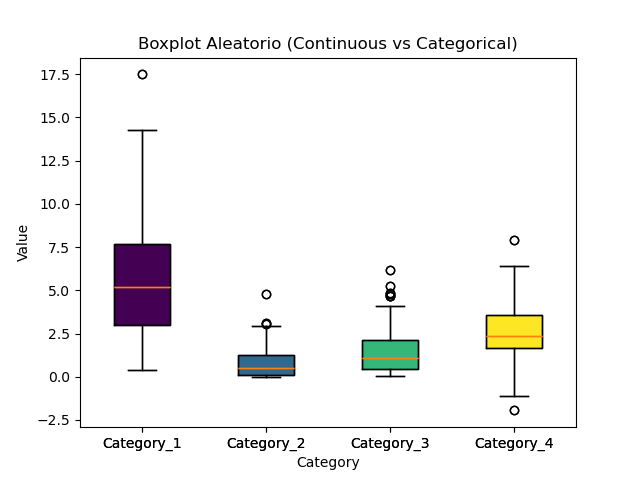 Boxplot Aleatorio (Continuous vs Categorical)
17.5
15.0
12.5
10.0
7.5
5.0
2.5
0.0
−2.5
Value
Category_1 Category_2 Category_3 Category_4
Category